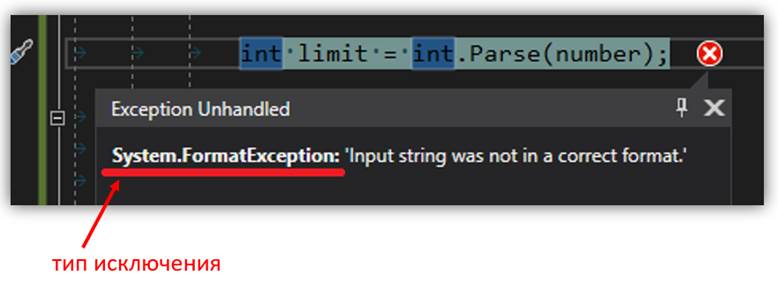 int limit = int.Parse(number);
Exception Unhandled
System.FormatException: 'Input string was not in a correct format.'
тип исключения